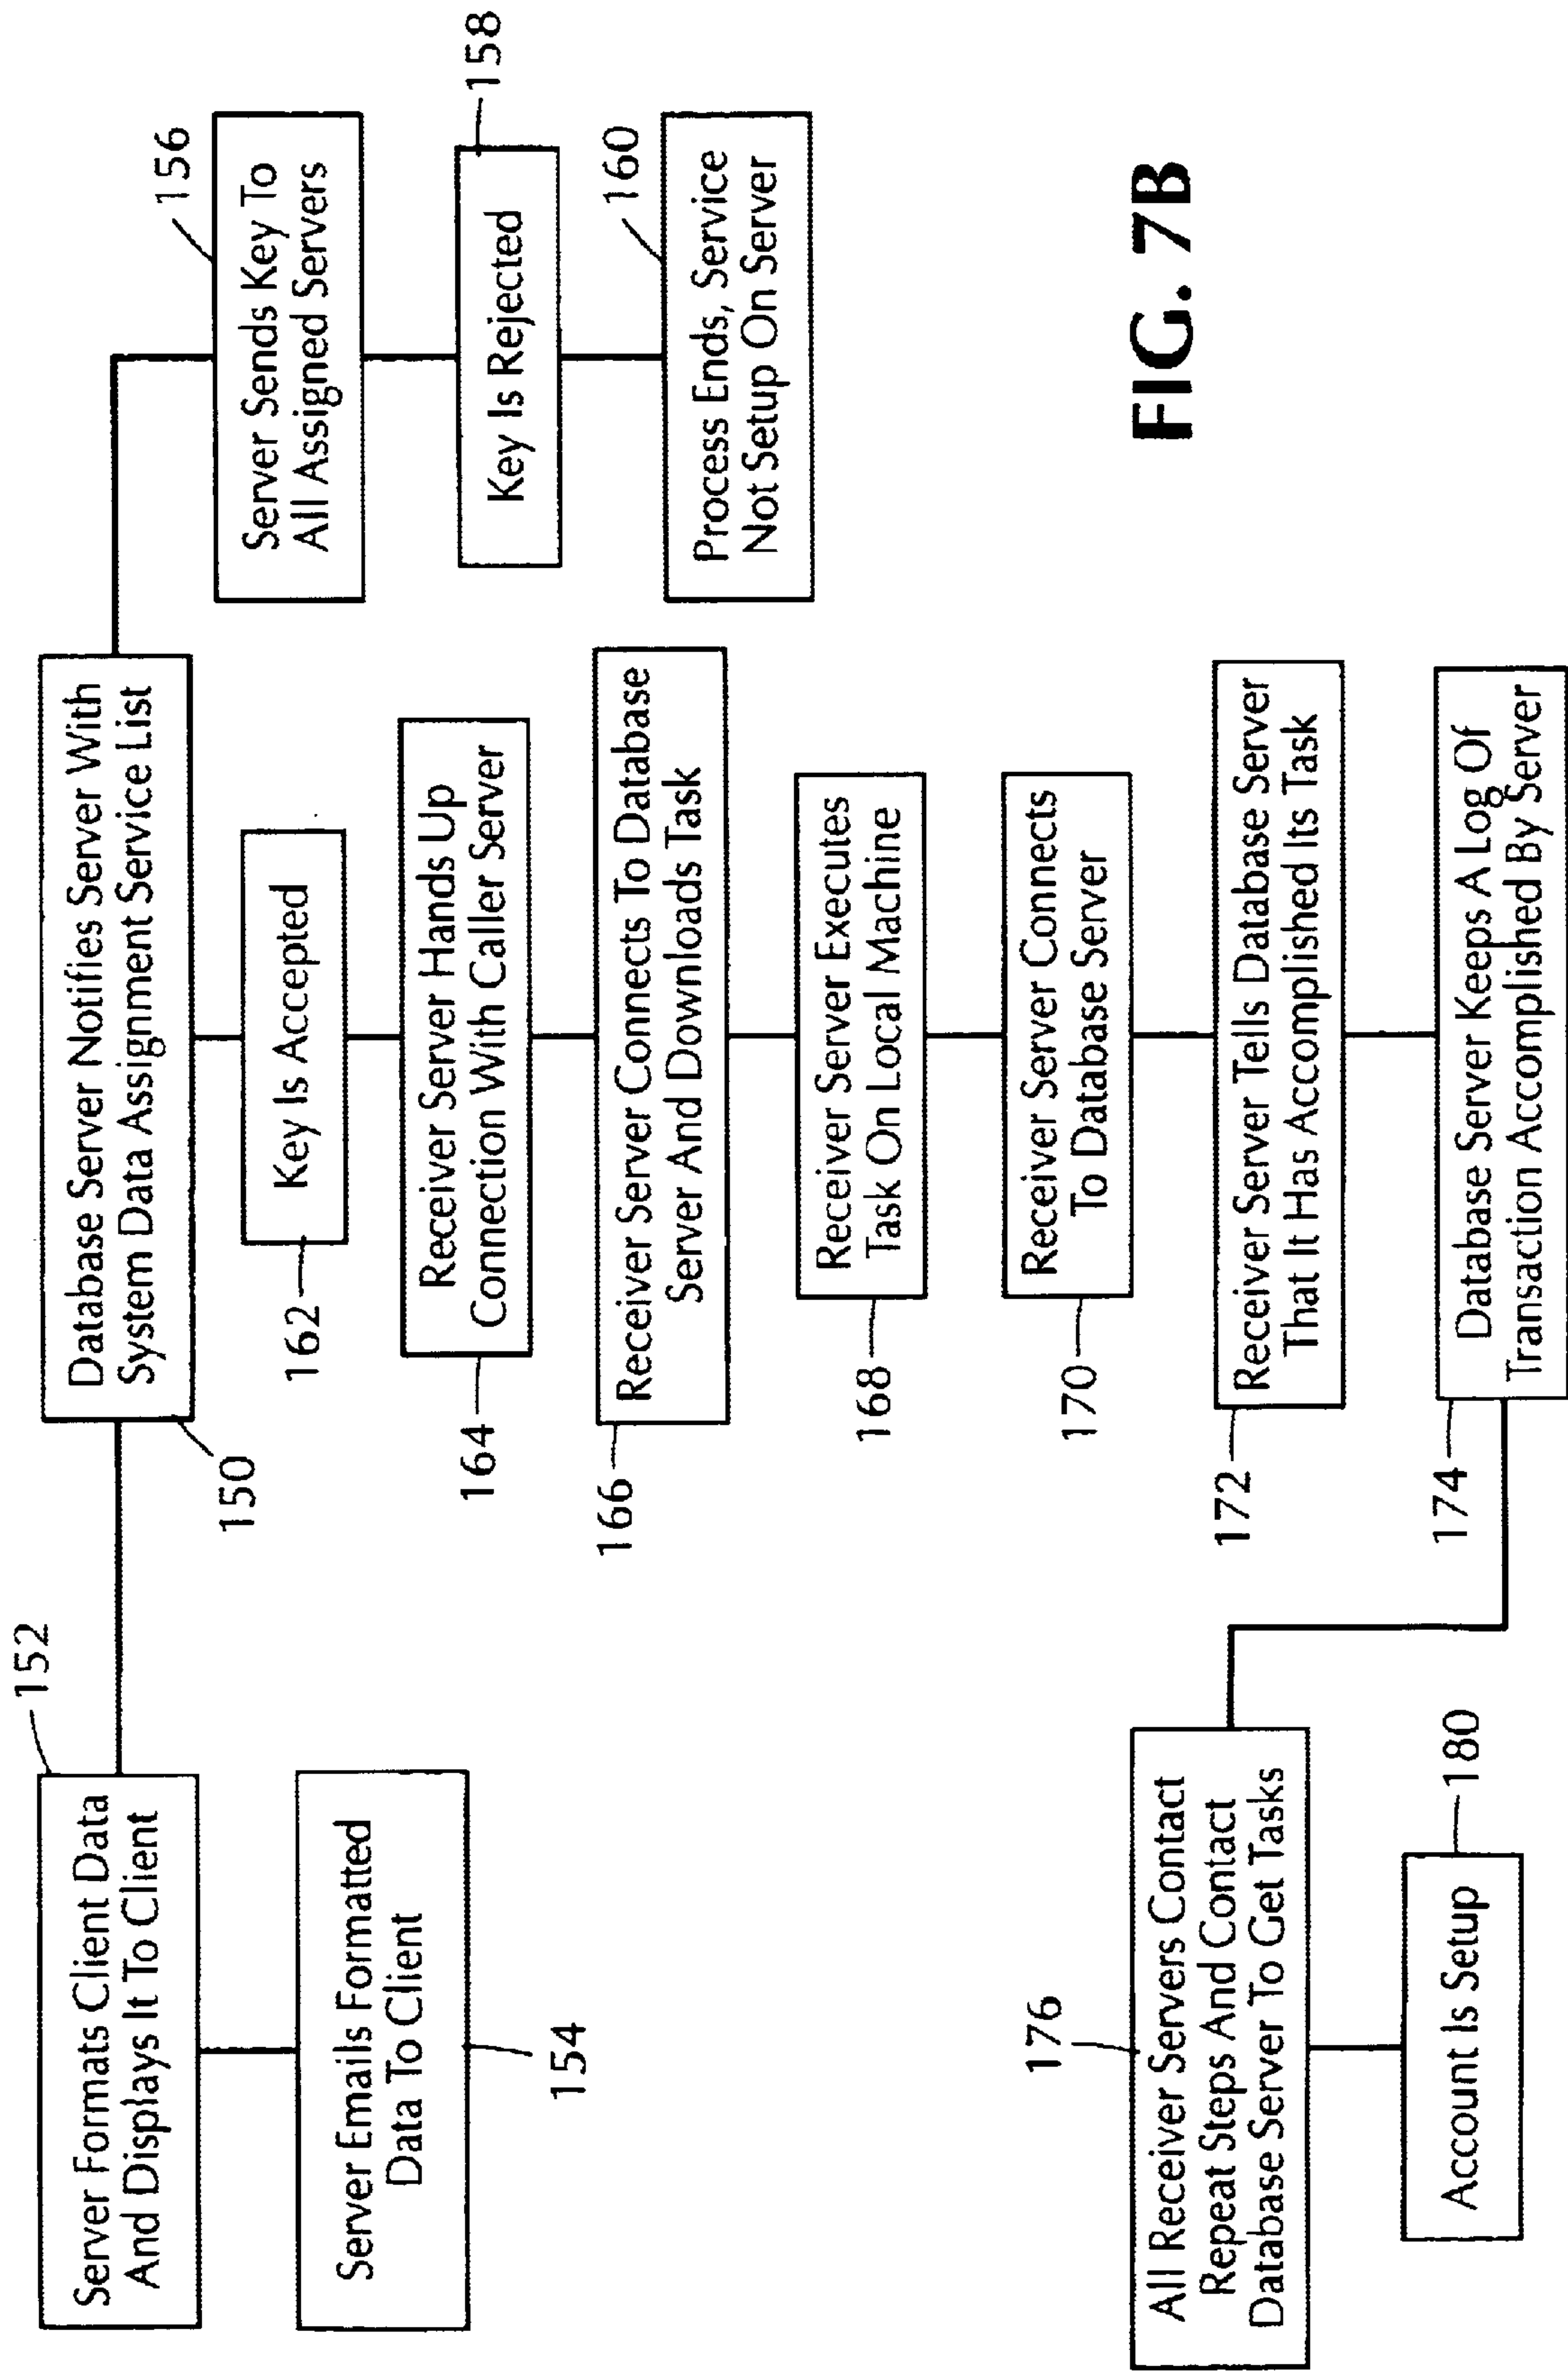 152
Server Formats Client Data
And Displays It To Client
Server Emails Formatted
Data To Client
154
Database Server Notifies Server With
System Data Assignment Service List
150
156
Server Sends Key To
All Assigned Servers
Key Is Rejected
158
160
Process Ends, Service
Not Setup On Server
Key Is Accepted
162
Receiver Server Hands Up
Connection With Caller Server
164
Receiver Server Connects To Database
Server And Downloads Task
166
Receiver Server Executes
Task On Local Machine
168
Receiver Server Connects
To Database Server
170
Receiver Server Tells Database Server
That It Has Accomplished Its Task
172
Database Server Keeps A Log Of
Transaction Accomplished By Server
174
176
All Receiver Servers Contact
Repeat Steps And Contact
Database Server To Get Tasks
Account Is Setup
180
FIG. 7B